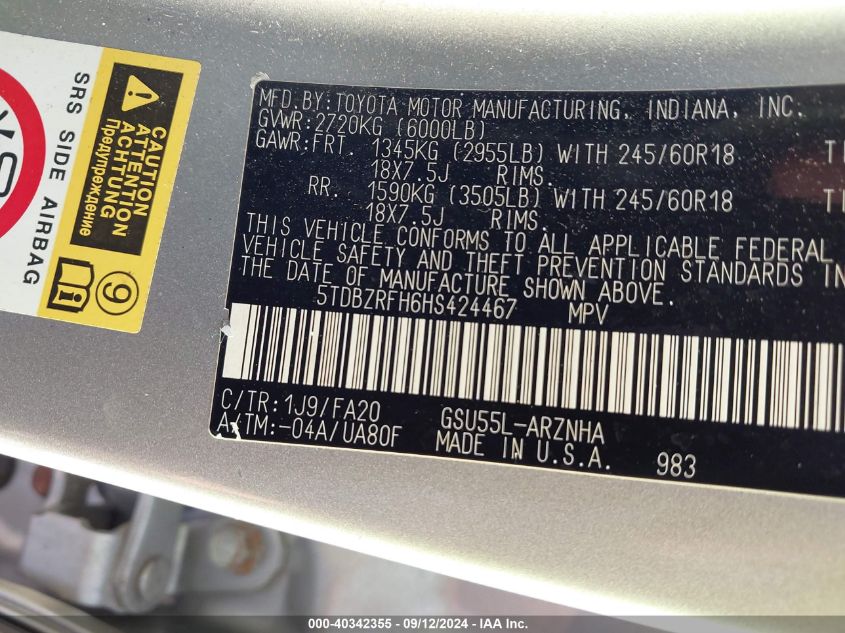 SRS SIDE AIRBAG
CAUTION
ATTENTION
ACHTUNG
Предупреждение
9
MFD.BY:TOYOTA MOTOR MANUFACTURING, INDIANA, INC.
GVWR:2720KG (6000LB)
GAWR:FRT. 1345KG (2955LB) WITH 245/60R18
18X7.5J RIMS.
RR. 1590KG (3505LB) WITH 245/60R18
18X7.5J RIMS.
THIS VEHICLE CONFORMS TO ALL APPLICABLE FEDERAL
VEHICLE SAFETY AND THEFT PREVENTION STANDARDS IN
THE DATE OF MANUFACTURE SHOWN ABOVE.
5TDBZRFH6HS424467 MPV
C/TR:1J9/FA20 GSU55L-ARZNHA
A/TM:-04A/UA80F MADE IN U.S.A. 983
000-40342355 - 09/12/2024 - IAA Inc.